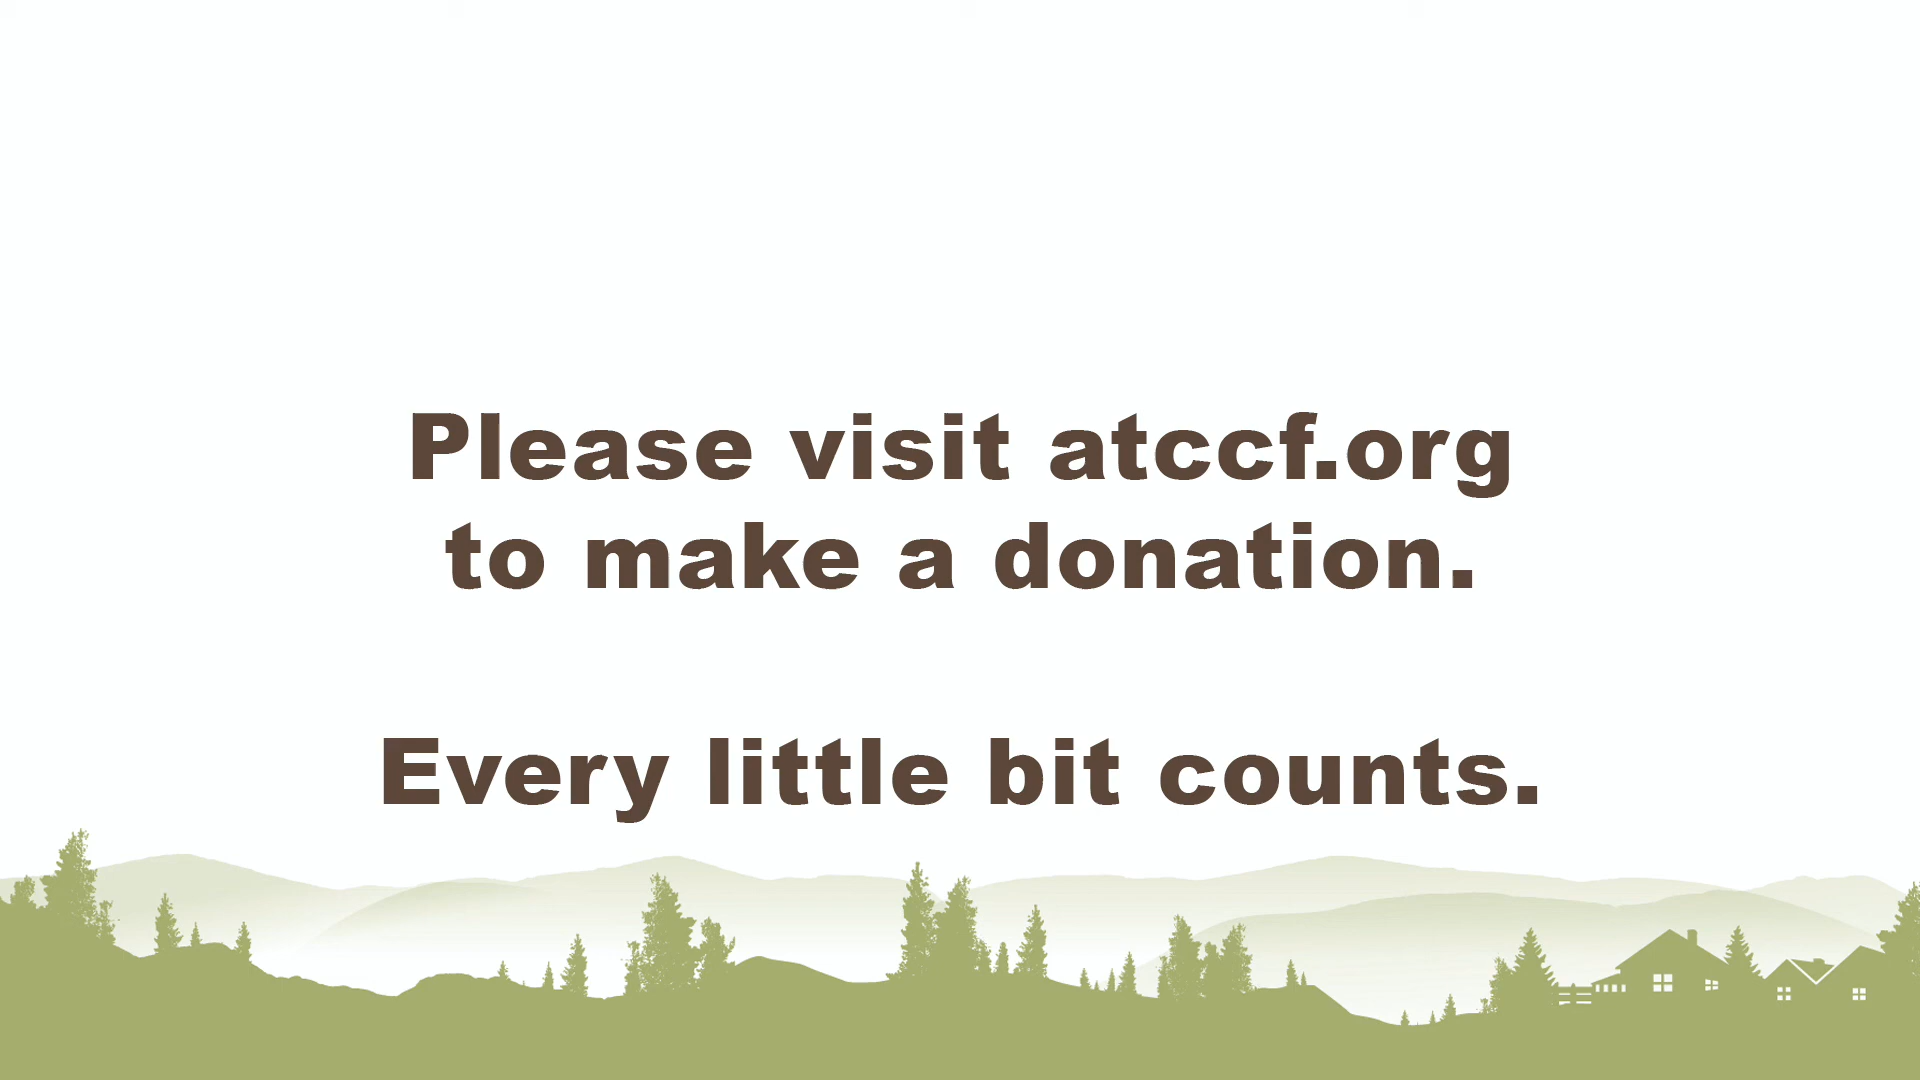 Please visit atccf.org
to make a donation.
Every little bit counts.